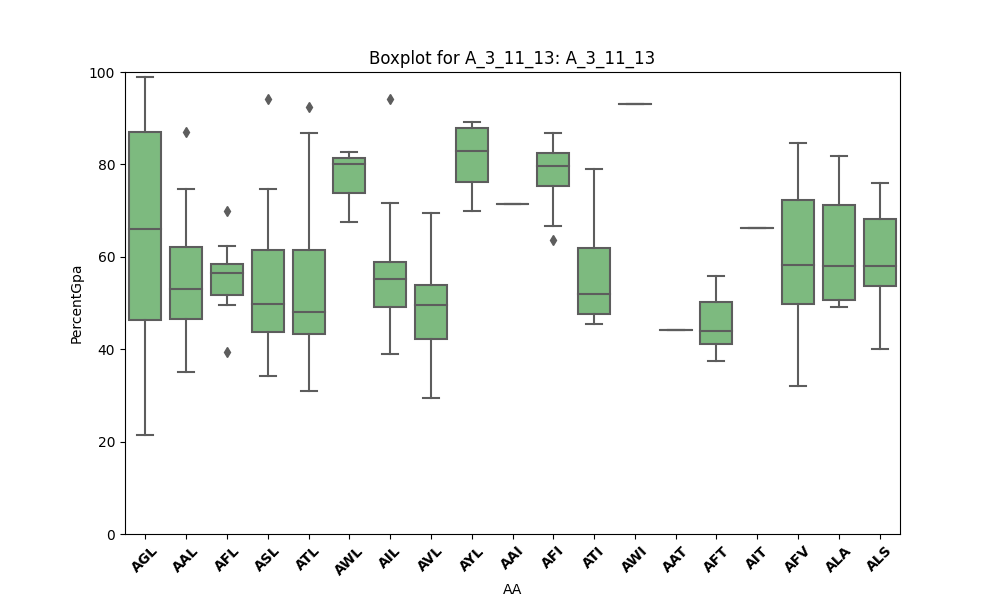 Boxplot for A_3_11_13: A_3_11_13
PercentGpa
100
80
60
40
20
0
AGL AAL AFL ASL ATL AWL AIL AVL AYL AAI AFI ATI AWI AAT AFT AIT AFV ALA ALS
AA